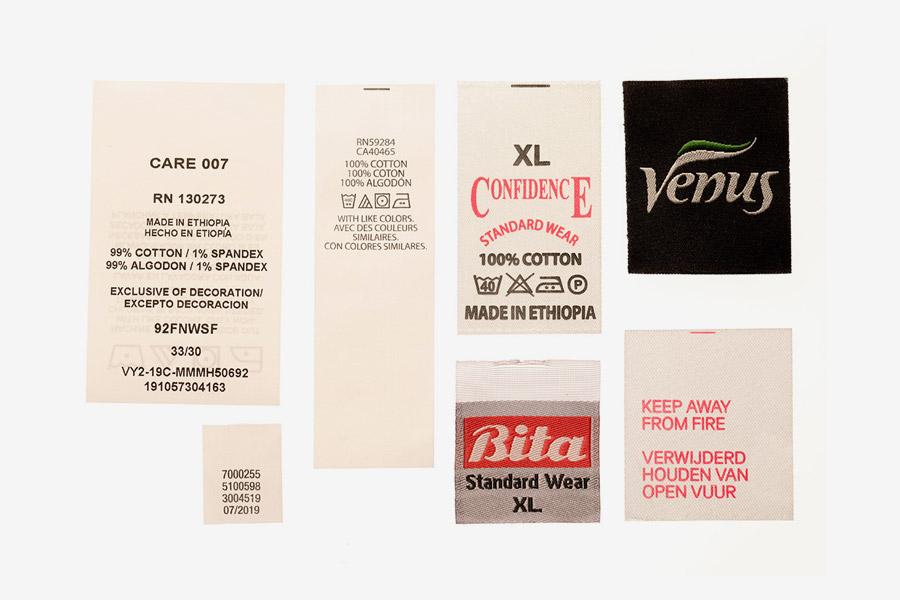 CARE 007
RN 130273
MADE IN ETHIOPIA
HECHO EN ETIOPÍA
99% COTTON / 1% SPANDEX
99% ALGODON / 1% SPANDEX
EXCLUSIVE OF DECORATION/
EXCEPTO DECORACION
92FNWSF
33/30
VY2-19C-MMMH50692
191057304163
7000255
5100598
3004519
07/2019
RN59284
CA40465
100% COTTON
100% COTON
100% ALGODÓN
WITH LIKE COLORS.
AVEC DES COULEURS
SIMILAIRES.
CON COLORES SIMILARES.
XL
CONFIDENCE
STANDARD WEAR
100% COTTON
40 P
MADE IN ETHIOPIA
Bita
Standard Wear
XL.
Venus
KEEP AWAY
FROM FIRE
VERWIJDERD
HOUDEN VAN
OPEN VUUR